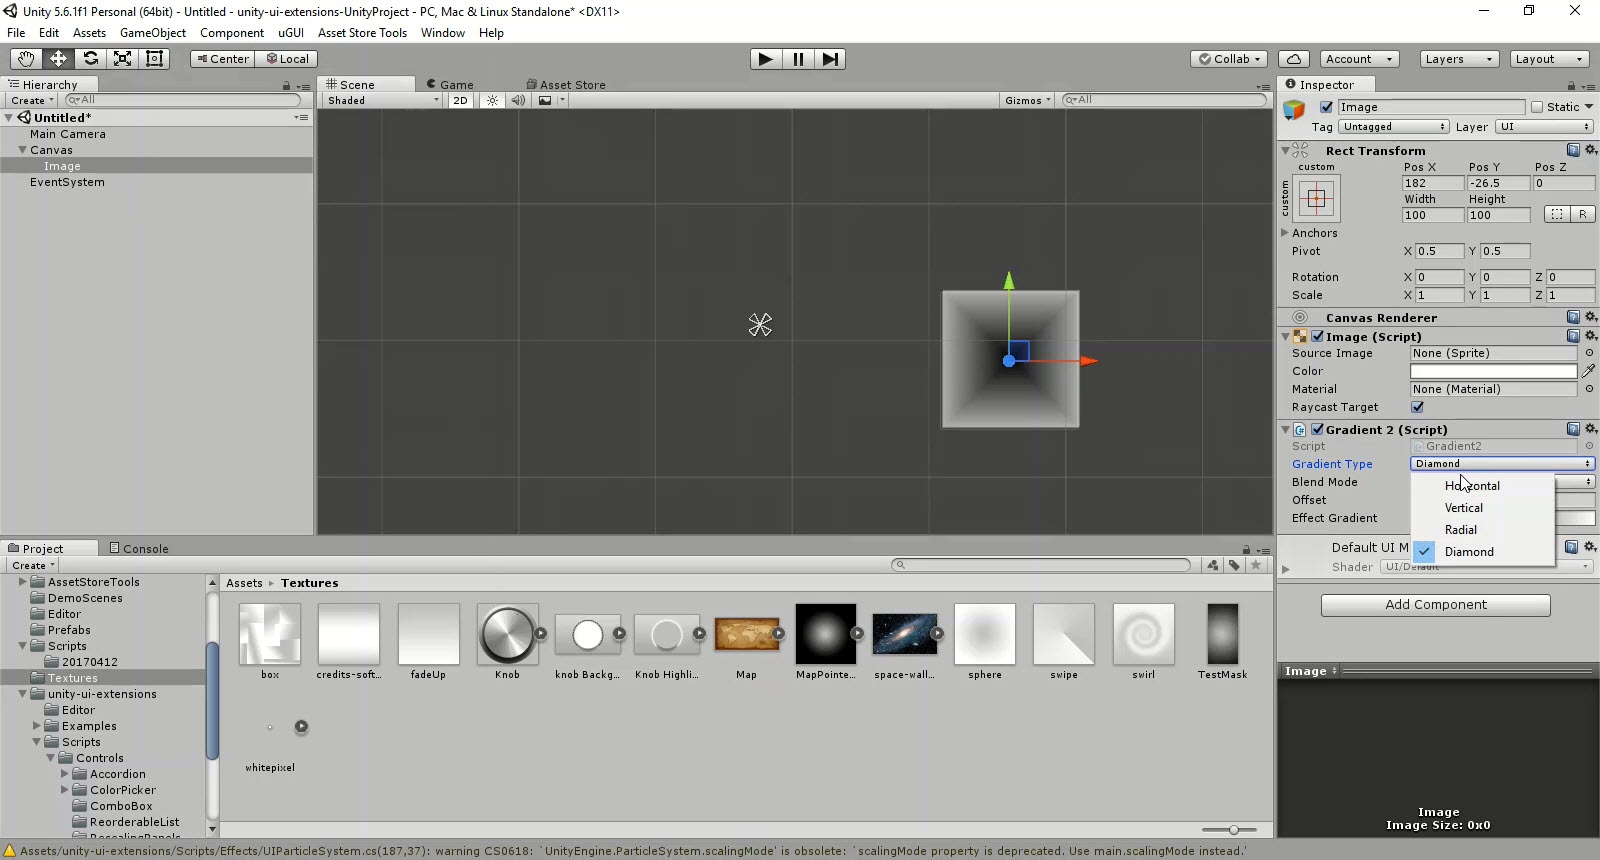 Unity 5.6.1f1 Personal (64bit) - Untitled - unity-ui-extensions-UnityProject - PC, Mac & Linux Standalone* <DX11>
File Edit Assets GameObject Component uGUI Asset Store Tools Window Help
Center Local Collab Account Layers Layout
Hierarchy
Create All
Untitled*
Main Camera
Canvas
Image
EventSystem
Scene Game Asset Store
Shaded 2D Gizmos All
Inspector
Image Static
Tag Untagged Layer UI
Rect Transform
custom Pos X Pos Y Pos Z
custom
182 -26.5 0
Width Height
100 100 R
Anchors
Pivot X 0.5 Y 0.5
Rotation X 0 Y 0 Z 0
Scale X 1 Y 1 Z 1
Canvas Renderer
Image (Script)
Source Image None (Sprite)
Color
Material None (Material)
Raycast Target
Gradient 2 (Script)
Script Gradient2
Gradient Type Diamond
Blend Mode
Offset
Effect Gradient
Horizontal
Vertical
Radial
Diamond
Default UI M
Shader UI/Default
Add Component
Image
Image
Image Size: 0x0
Project Console
Create
AssetStoreTools
DemoScenes
Editor
Prefabs
Scripts
20170412
Textures
unity-ui-extensions
Editor
Examples
Scripts
Controls
Accordion
ColorPicker
ComboBox
ReorderableList
RescalingPanels
Assets ▸ Textures
box credits-soft... fadeUp Knob knob Backg... Knob Highli... Map MapPointe... space-wall... sphere swipe swirl TestMask
whitepixel
Assets/unity-ui-extensions/Scripts/Effects/UIParticleSystem.cs(187,37): warning CS0618: `UnityEngine.ParticleSystem.scalingMode' is obsolete: `scalingMode property is deprecated. Use main.scalingMode instead.'